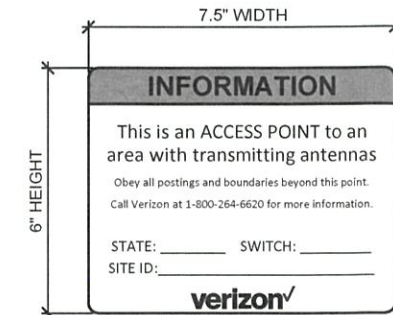 7.5" WIDTH
6" HEIGHT
INFORMATION
This is an ACCESS POINT to an
area with transmitting antennas
Obey all postings and boundaries beyond this point.
Call Verizon at 1-800-264-6620 for more information.
STATE: ________ SWITCH: ________
SITE ID:________________________
verizon✓